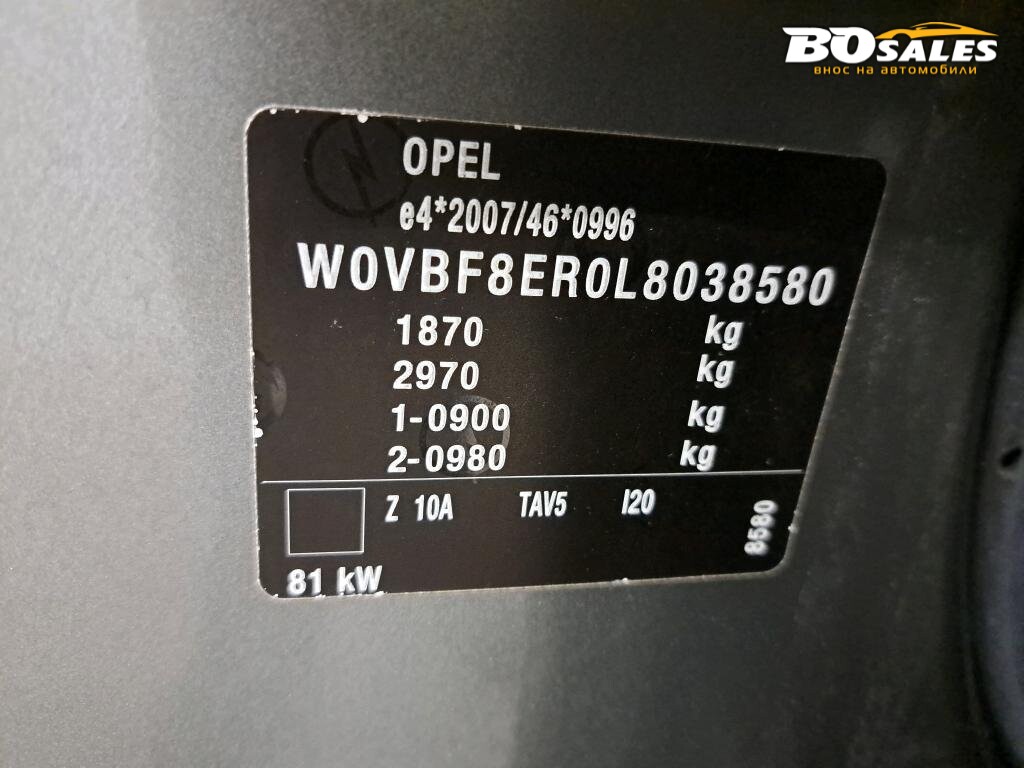 BOSALES
внос на автомобили
OPEL
e4*2007/46*0996
W0VBF8ER0L8038580
1870 kg
2970 kg
1-0900 kg
2-0980 kg
Z 10A TAV5 I20
8580
81 kW